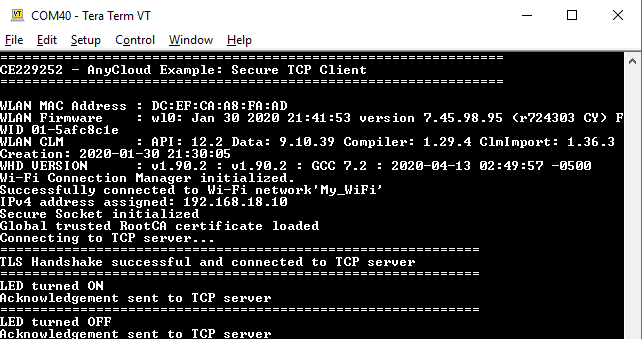 COM40 - Tera Term VT
File Edit Setup Control Window Help
===============================================================
CE229252 - AnyCloud Example: Secure TCP Client
===============================================================
WLAN MAC Address : DC:EF:CA:A8:FA:AD
WLAN Firmware : wl0: Jan 30 2020 21:41:53 version 7.45.98.95 (r724303 CY) F
WID 01-5afc8c1e
WLAN CLM : API: 12.2 Data: 9.10.39 Compiler: 1.29.4 ClmImport: 1.36.3
Creation: 2020-01-30 21:30:05
WHD VERSION : v1.90.2 : v1.90.2 : GCC 7.2 : 2020-04-13 02:49:57 -0500
Wi-Fi Connection Manager initialized.
Successfully connected to Wi-Fi network'My_WiFi'
IPv4 address assigned: 192.168.18.10
Secure Socket initialized
Global trusted RootCA certificate loaded
Connecting to TCP server...
============================================================
TLS Handshake successful and connected to TCP server
============================================================
LED turned ON
Acknowledgement sent to TCP server
============================================================
LED turned OFF
Acknowledgement sent to TCP server